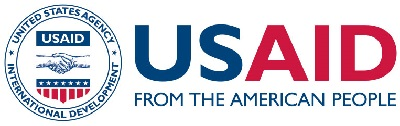 UNITED STATES AGENCY
USAID
INTERNATIONAL DEVELOPMENT
USAID
FROM THE AMERICAN PEOPLE